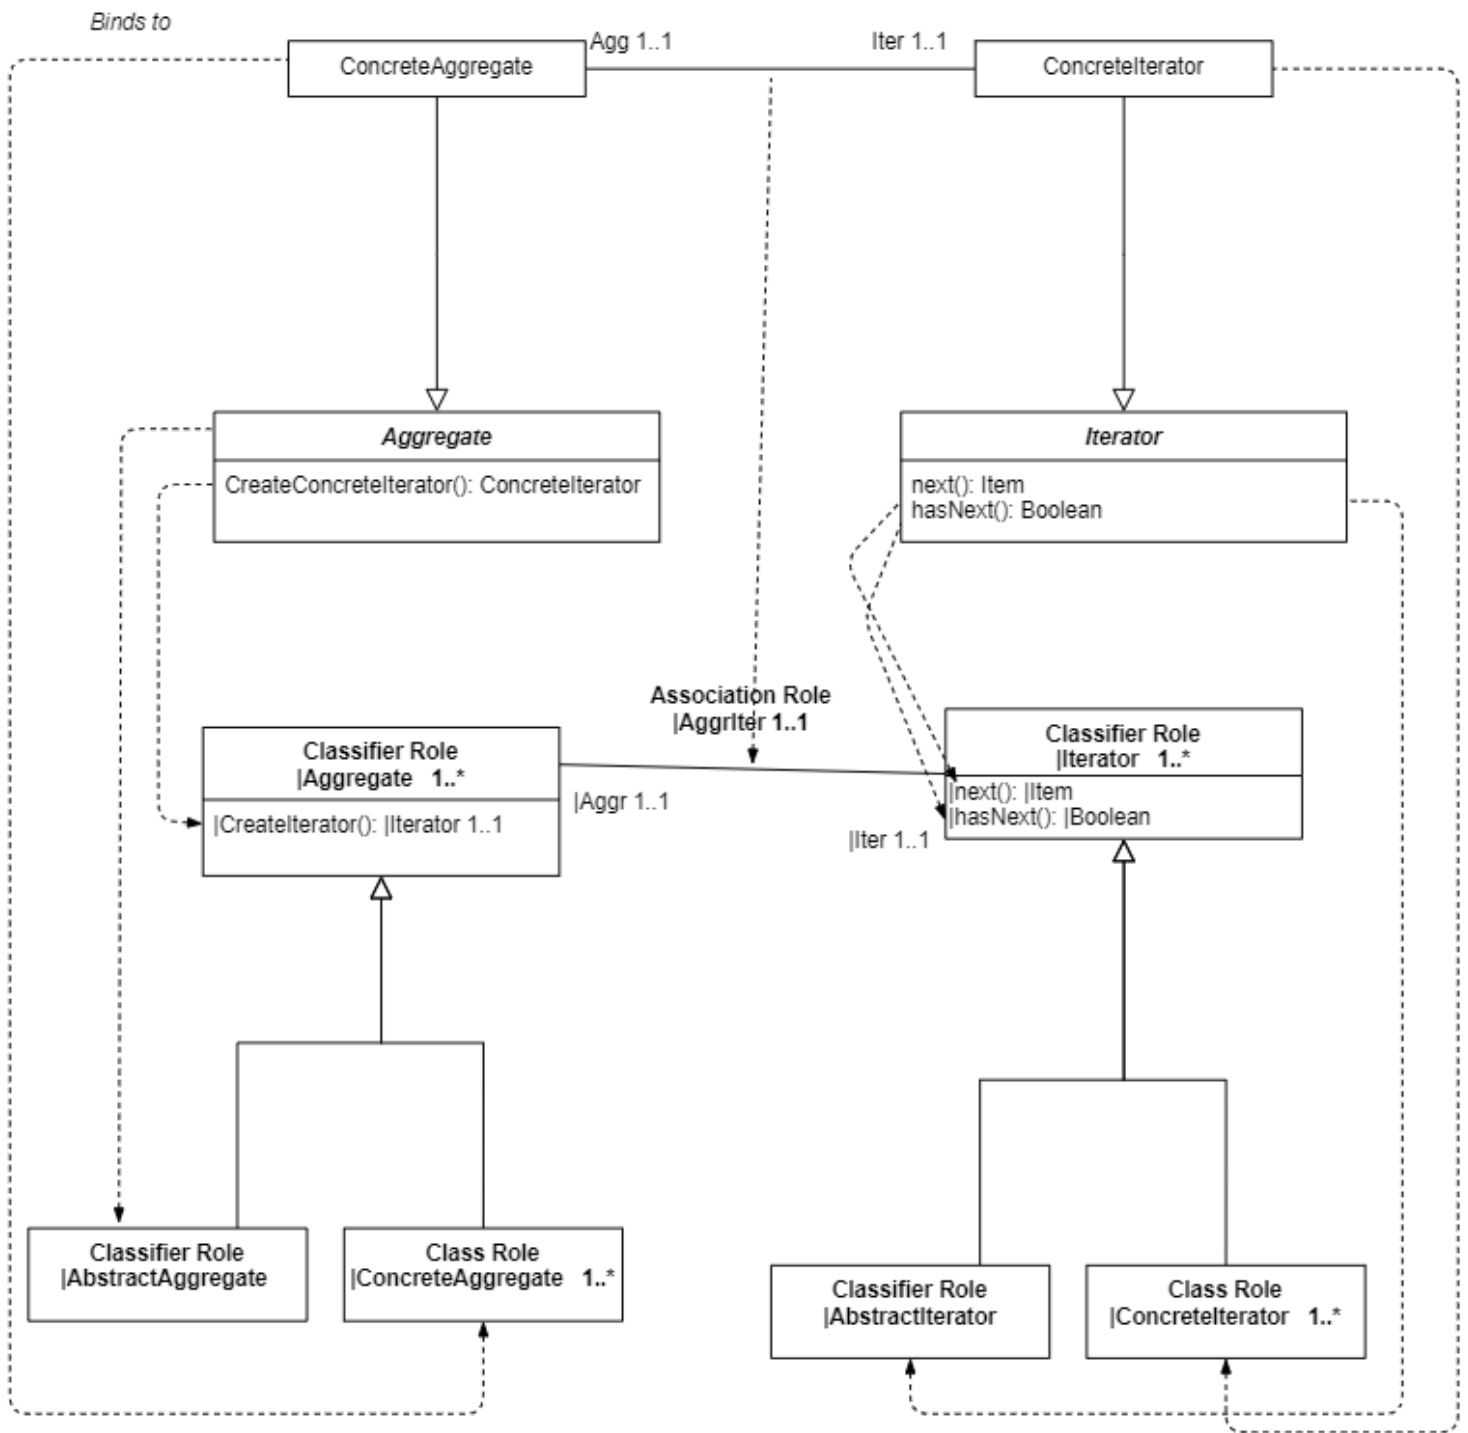 Binds to
Agg 1..1
Iter 1..1
ConcreteAggregate
ConcreteIterator
Aggregate
CreateConcreteIterator(): ConcreteIterator
Iterator
next(): Item
hasNext(): Boolean
Association Role
|AggrIter 1..1
Classifier Role
|Aggregate 1..*
|CreateIterator(): |Iterator 1..1
|Aggr 1..1
Classifier Role
|Iterator 1..*
|next(): |Item
|hasNext(): |Boolean
|Iter 1..1
Classifier Role
|AbstractAggregate
Class Role
|ConcreteAggregate 1..*
Classifier Role
|AbstractIterator
Class Role
|ConcreteIterator 1..*